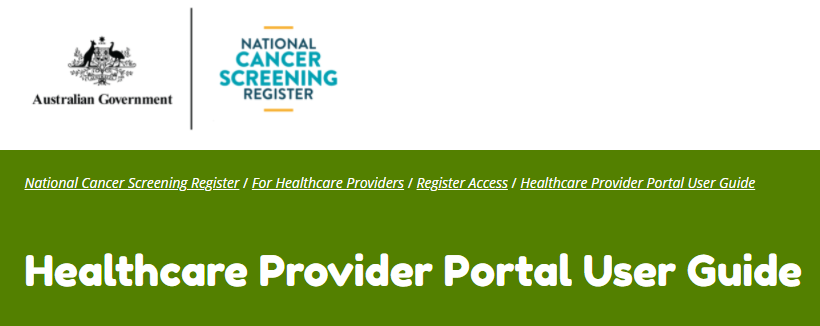 NATIONAL
CANCER
SCREENING
REGISTER
Australian Government
National Cancer Screening Register / For Healthcare Providers / Register Access / Healthcare Provider Portal User Guide
Healthcare Provider Portal User Guide